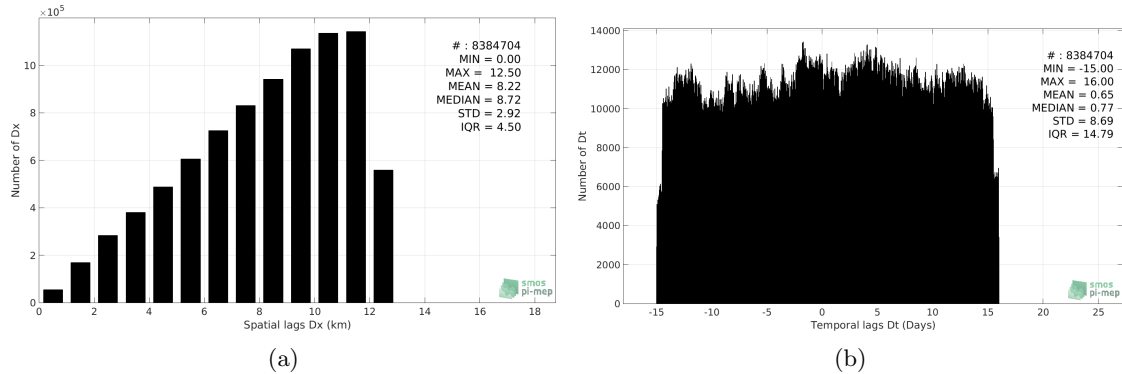 ×10⁵
10
8
6
4
2
0
Number of Dx
# : 8384704
MIN = 0.00
MAX = 12.50
MEAN = 8.22
MEDIAN = 8.72
STD = 2.92
IQR = 4.50
smos
pi-mep
0 2 4 6 8 10 12 14 16 18
Spatial lags Dx (km)
(a)
14000
12000
10000
8000
6000
4000
2000
0
Number of Dt
# : 8384704
MIN = -15.00
MAX = 16.00
MEAN = 0.65
MEDIAN = 0.77
STD = 8.69
IQR = 14.79
smos
pi-mep
-15 -10 -5 0 5 10 15 20 25
Temporal lags Dt (Days)
(b)